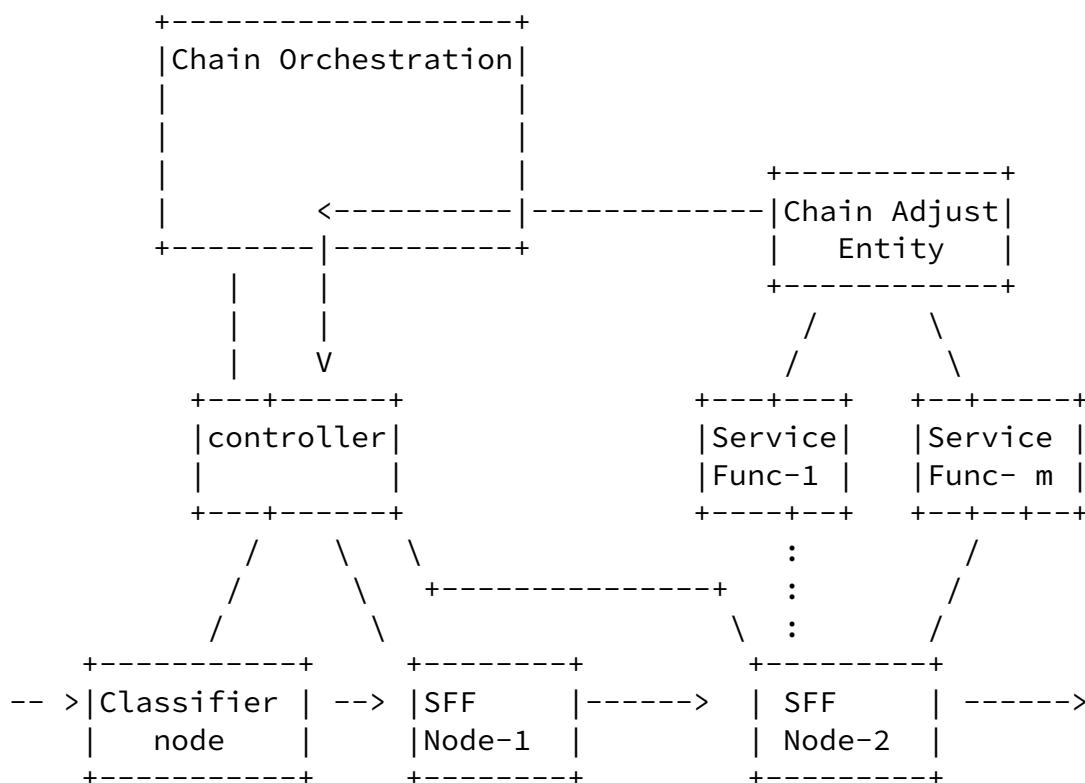 Chain Orchestration
Chain Adjust
Entity
controller
Service Service
Func-1 Func- m
Classifier SFF SFF
node Node-1 Node-2